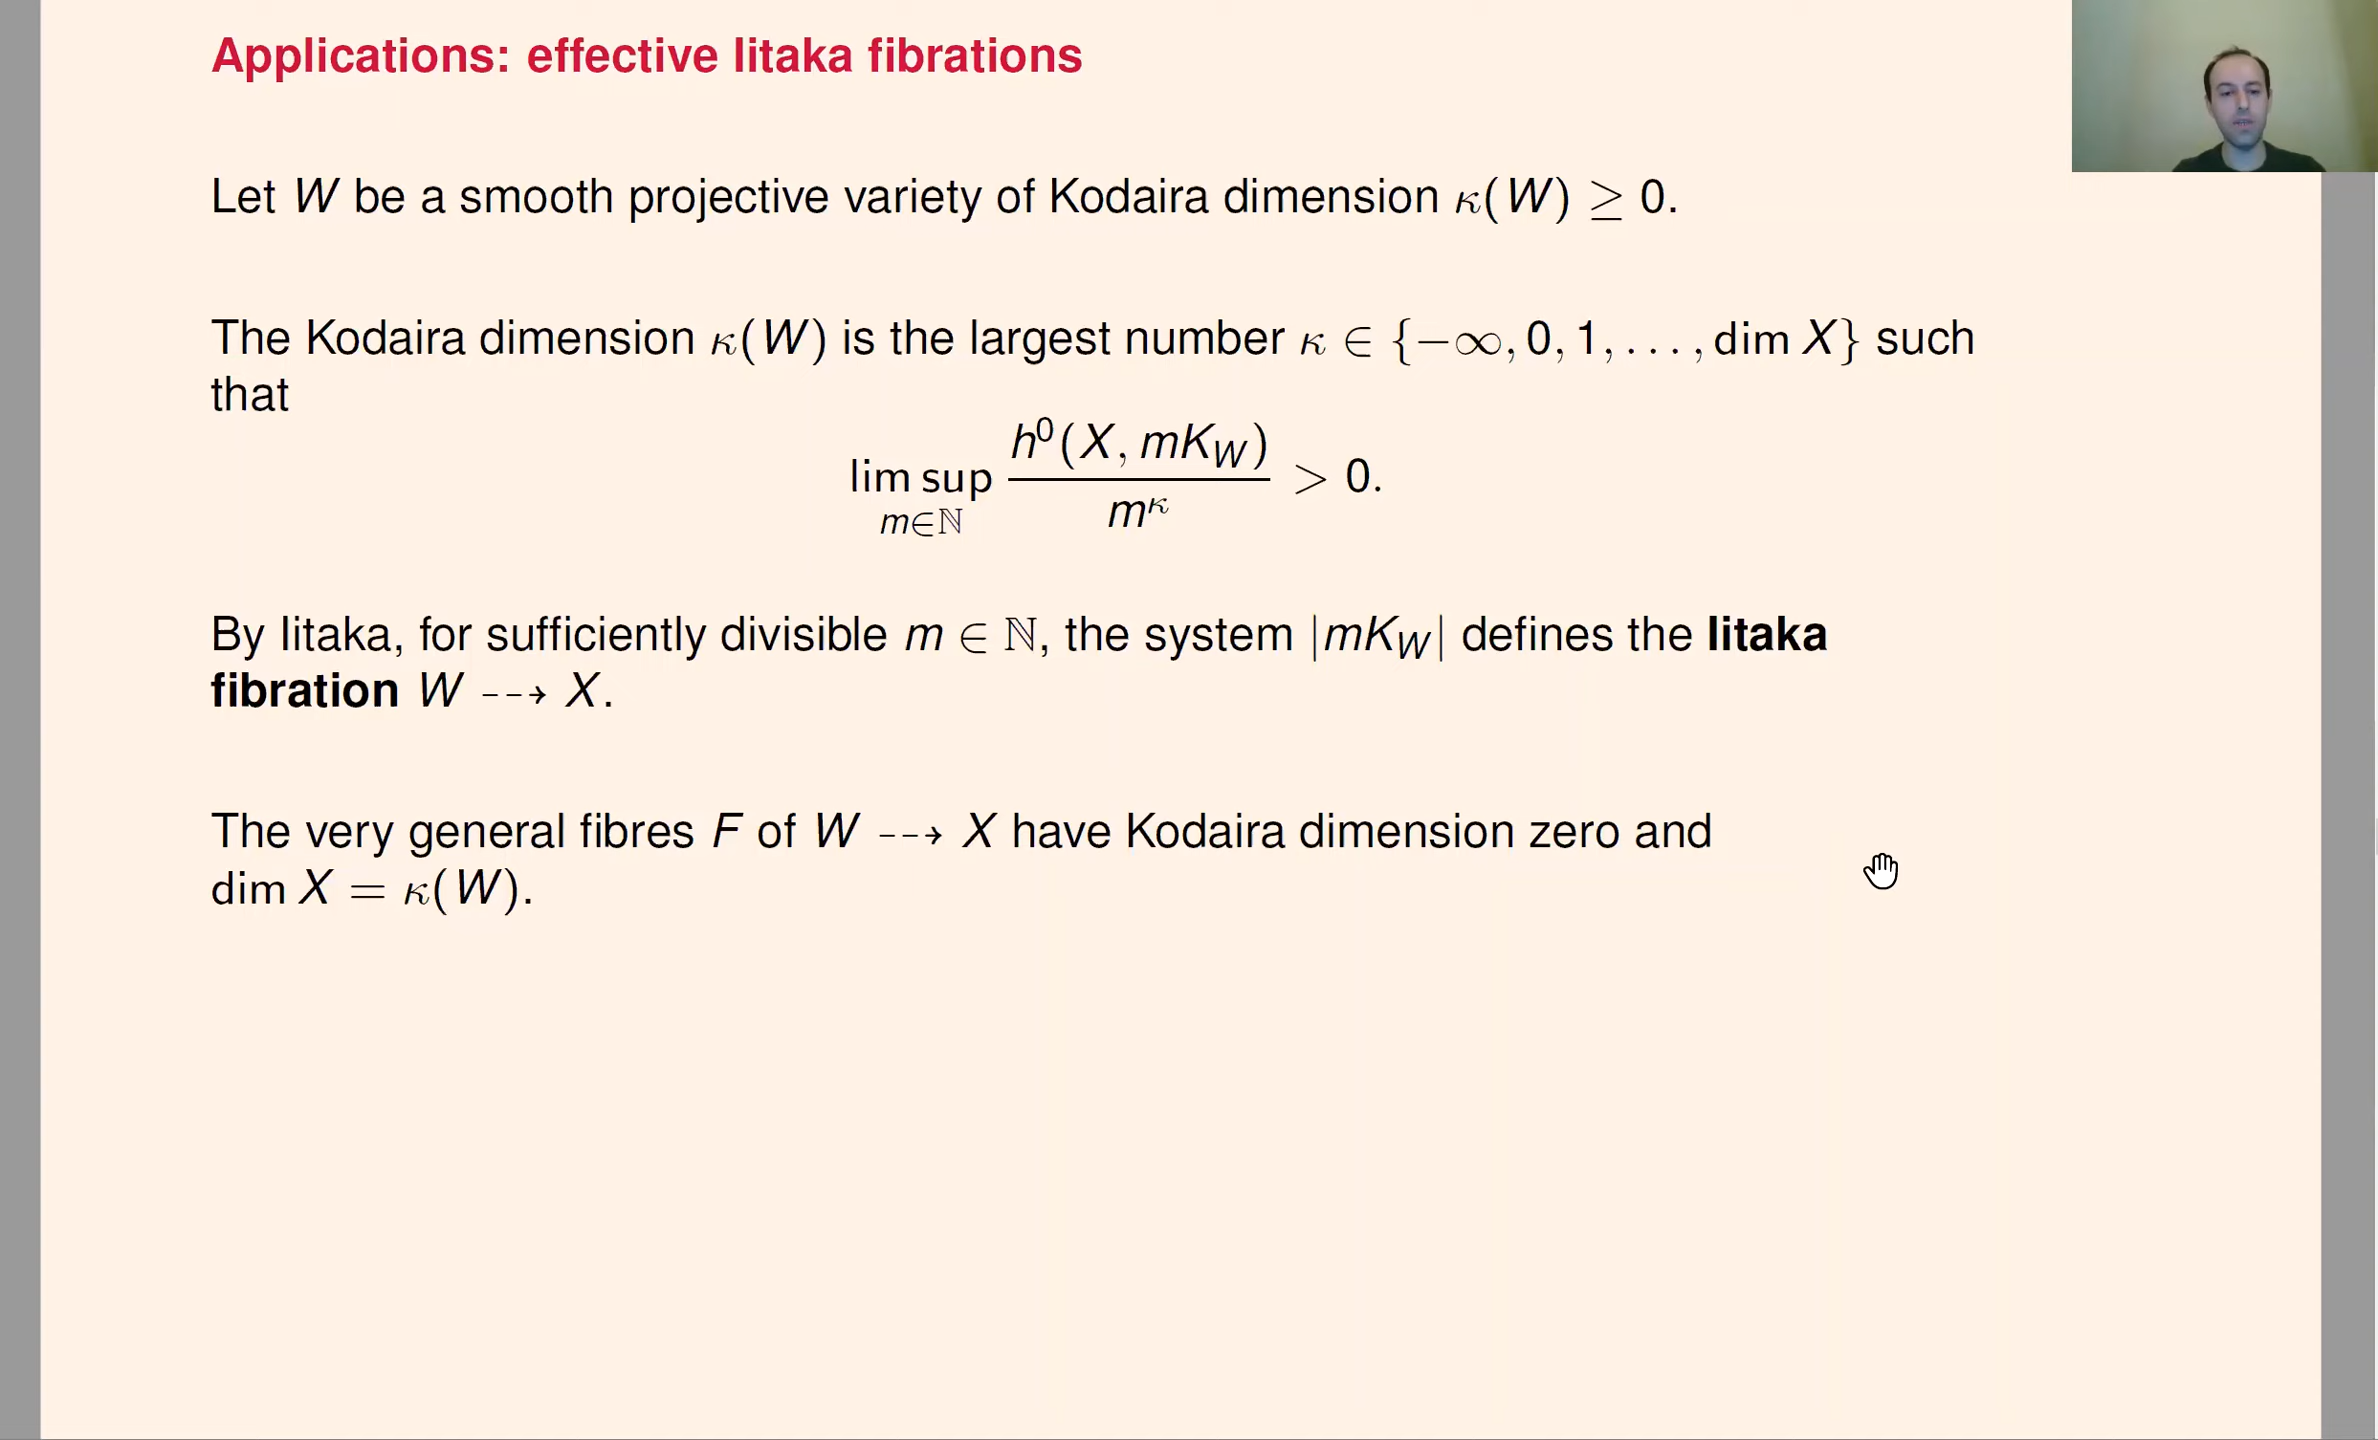 Applications: effective Iitaka fibrations
Let W be a smooth projective variety of Kodaira dimension κ(W) ≥ 0.
The Kodaira dimension κ(W) is the largest number κ ∈ {−∞, 0, 1, . . . , dim X} such
that
lim sup_{m∈ℕ} h⁰(X, mK_W) / m^κ > 0.
By Iitaka, for sufficiently divisible m ∈ ℕ, the system |mK_W| defines the Iitaka
fibration W ⇢ X.
The very general fibres F of W ⇢ X have Kodaira dimension zero and
dim X = κ(W).